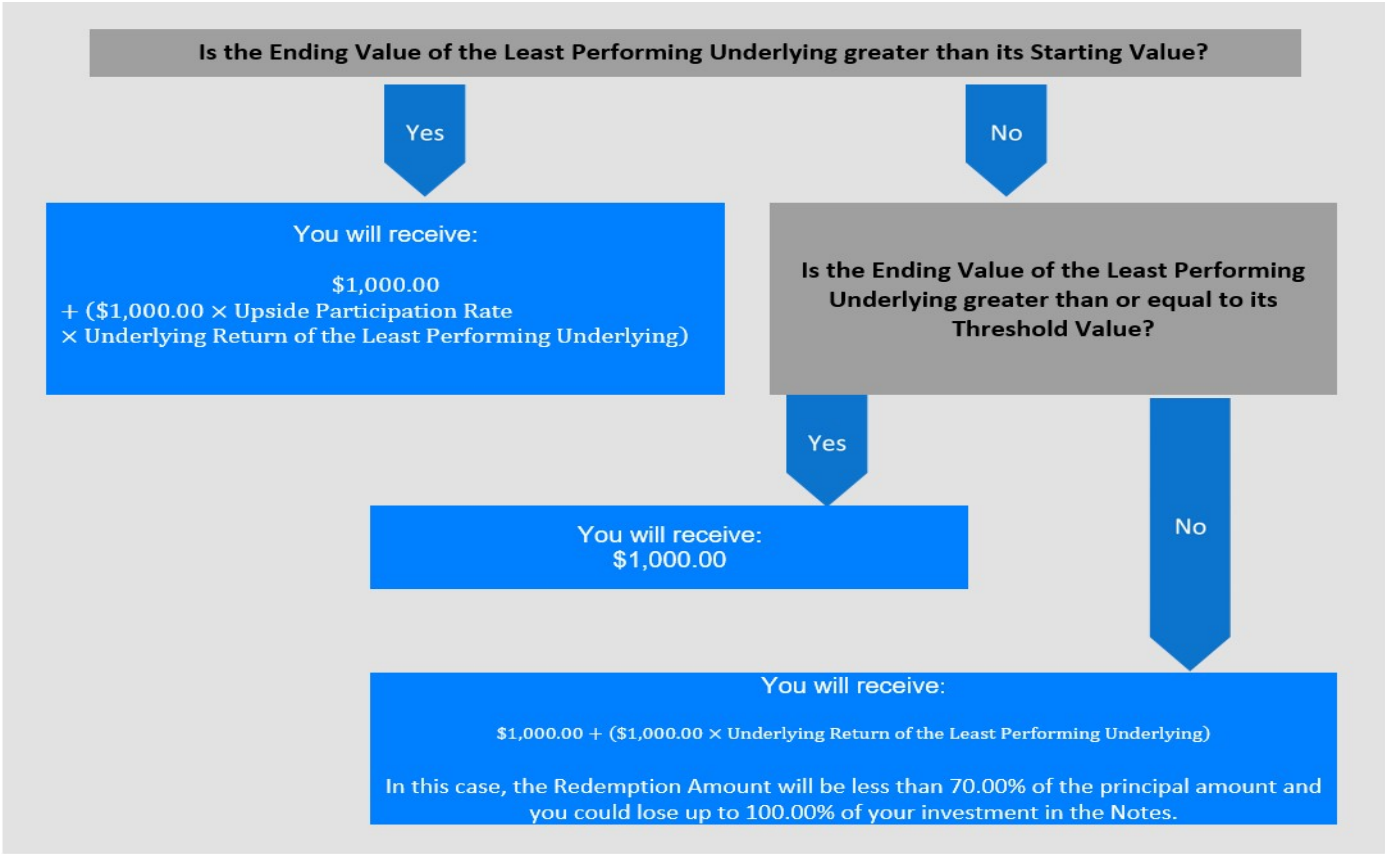 Is the Ending Value of the Least Performing Underlying greater than its Starting Value?
Yes
No
You will receive:
$1,000.00
+ ($1,000.00 × Upside Participation Rate
× Underlying Return of the Least Performing Underlying)
Is the Ending Value of the Least Performing
Underlying greater than or equal to its
Threshold Value?
Yes
No
You will receive:
$1,000.00
You will receive:
$1,000.00 + ($1,000.00 × Underlying Return of the Least Performing Underlying)
In this case, the Redemption Amount will be less than 70.00% of the principal amount and
you could lose up to 100.00% of your investment in the Notes.